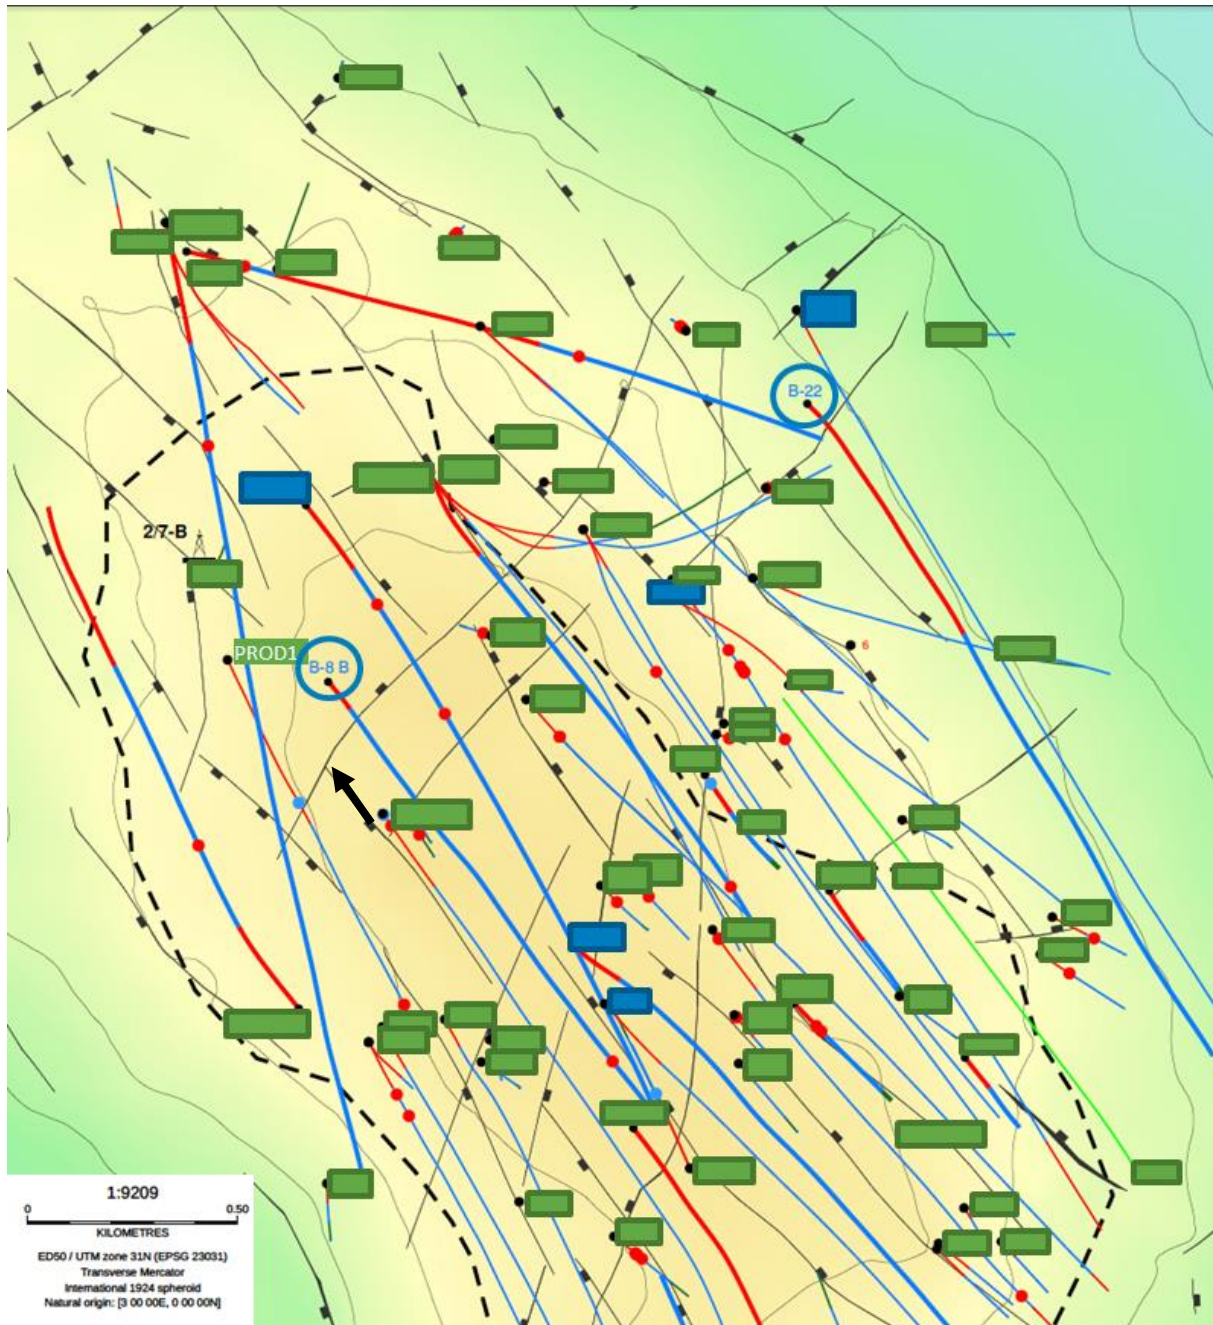 B-22
2/7-B
6
PROD1
B-8 B
1:9209
0 0.50
KILOMETRES
ED50 / UTM zone 31N (EPSG 23031)
Transverse Mercator
International 1924 spheroid
Natural origin: [3 00 00E, 0 00 00N]